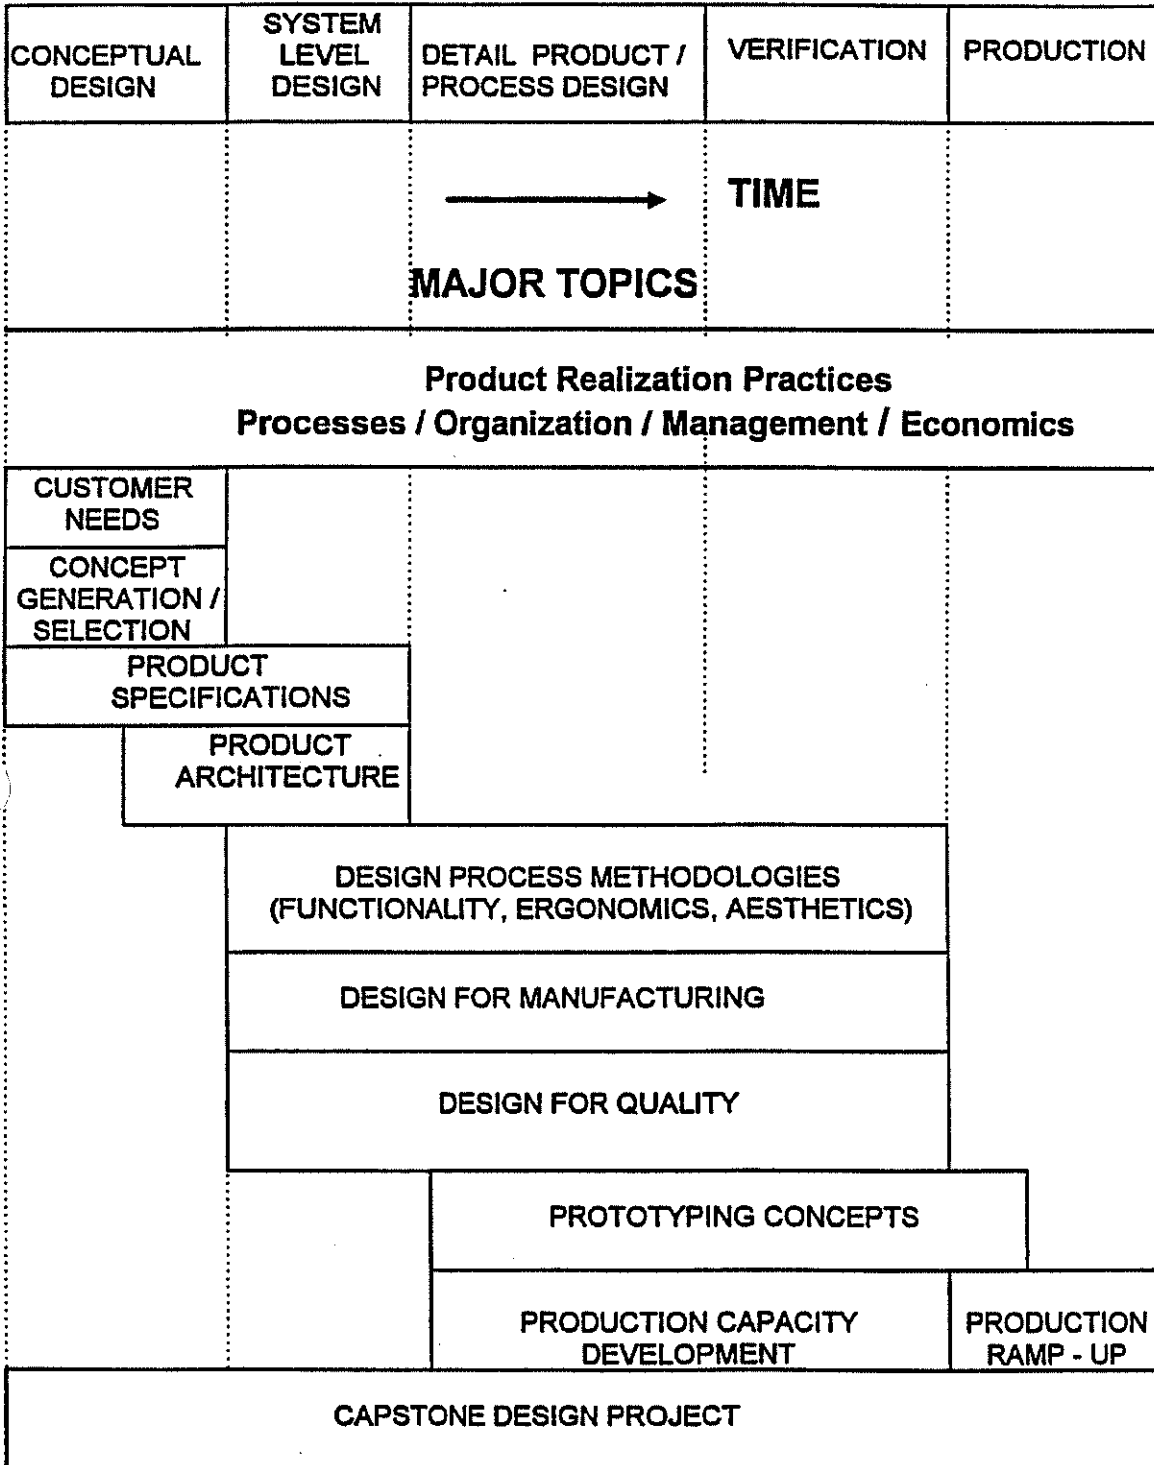 CONCEPTUAL
DESIGN
SYSTEM
LEVEL
DESIGN
DETAIL PRODUCT /
PROCESS DESIGN
VERIFICATION
PRODUCTION
TIME
MAJOR TOPICS
Product Realization Practices
Processes / Organization / Management / Economics
CUSTOMER
NEEDS
CONCEPT
GENERATION /
SELECTION
PRODUCT
SPECIFICATIONS
PRODUCT
ARCHITECTURE
DESIGN PROCESS METHODOLOGIES
(FUNCTIONALITY, ERGONOMICS, AESTHETICS)
DESIGN FOR MANUFACTURING
DESIGN FOR QUALITY
PROTOTYPING CONCEPTS
PRODUCTION CAPACITY
DEVELOPMENT
PRODUCTION
RAMP - UP
CAPSTONE DESIGN PROJECT